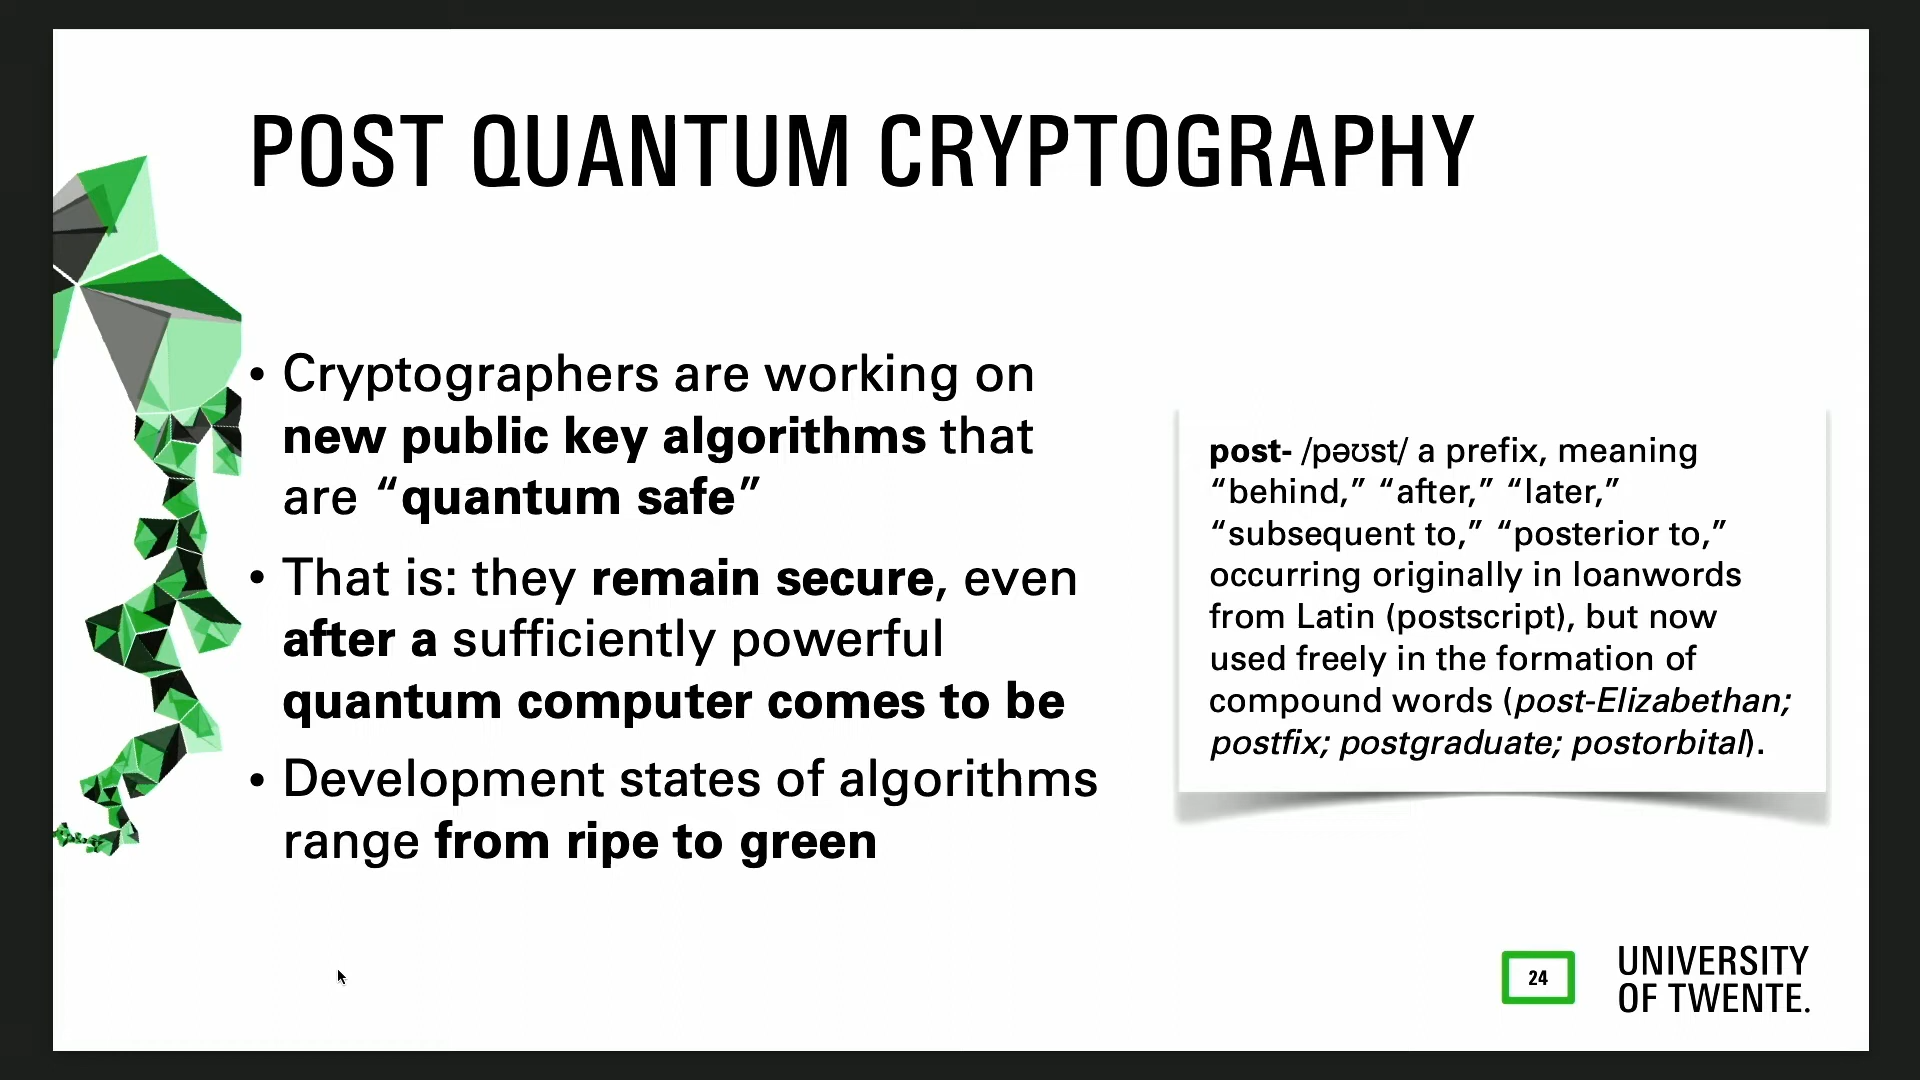 POST QUANTUM CRYPTOGRAPHY
• Cryptographers are working on
new public key algorithms that
are “quantum safe”
• That is: they remain secure, even
after a sufficiently powerful
quantum computer comes to be
• Development states of algorithms
range from ripe to green
post- /pəʊst/ a prefix, meaning
“behind,” “after,” “later,”
“subsequent to,” “posterior to,”
occurring originally in loanwords
from Latin (postscript), but now
used freely in the formation of
compound words (post-Elizabethan;
postfix; postgraduate; postorbital).
24
UNIVERSITY
OF TWENTE.